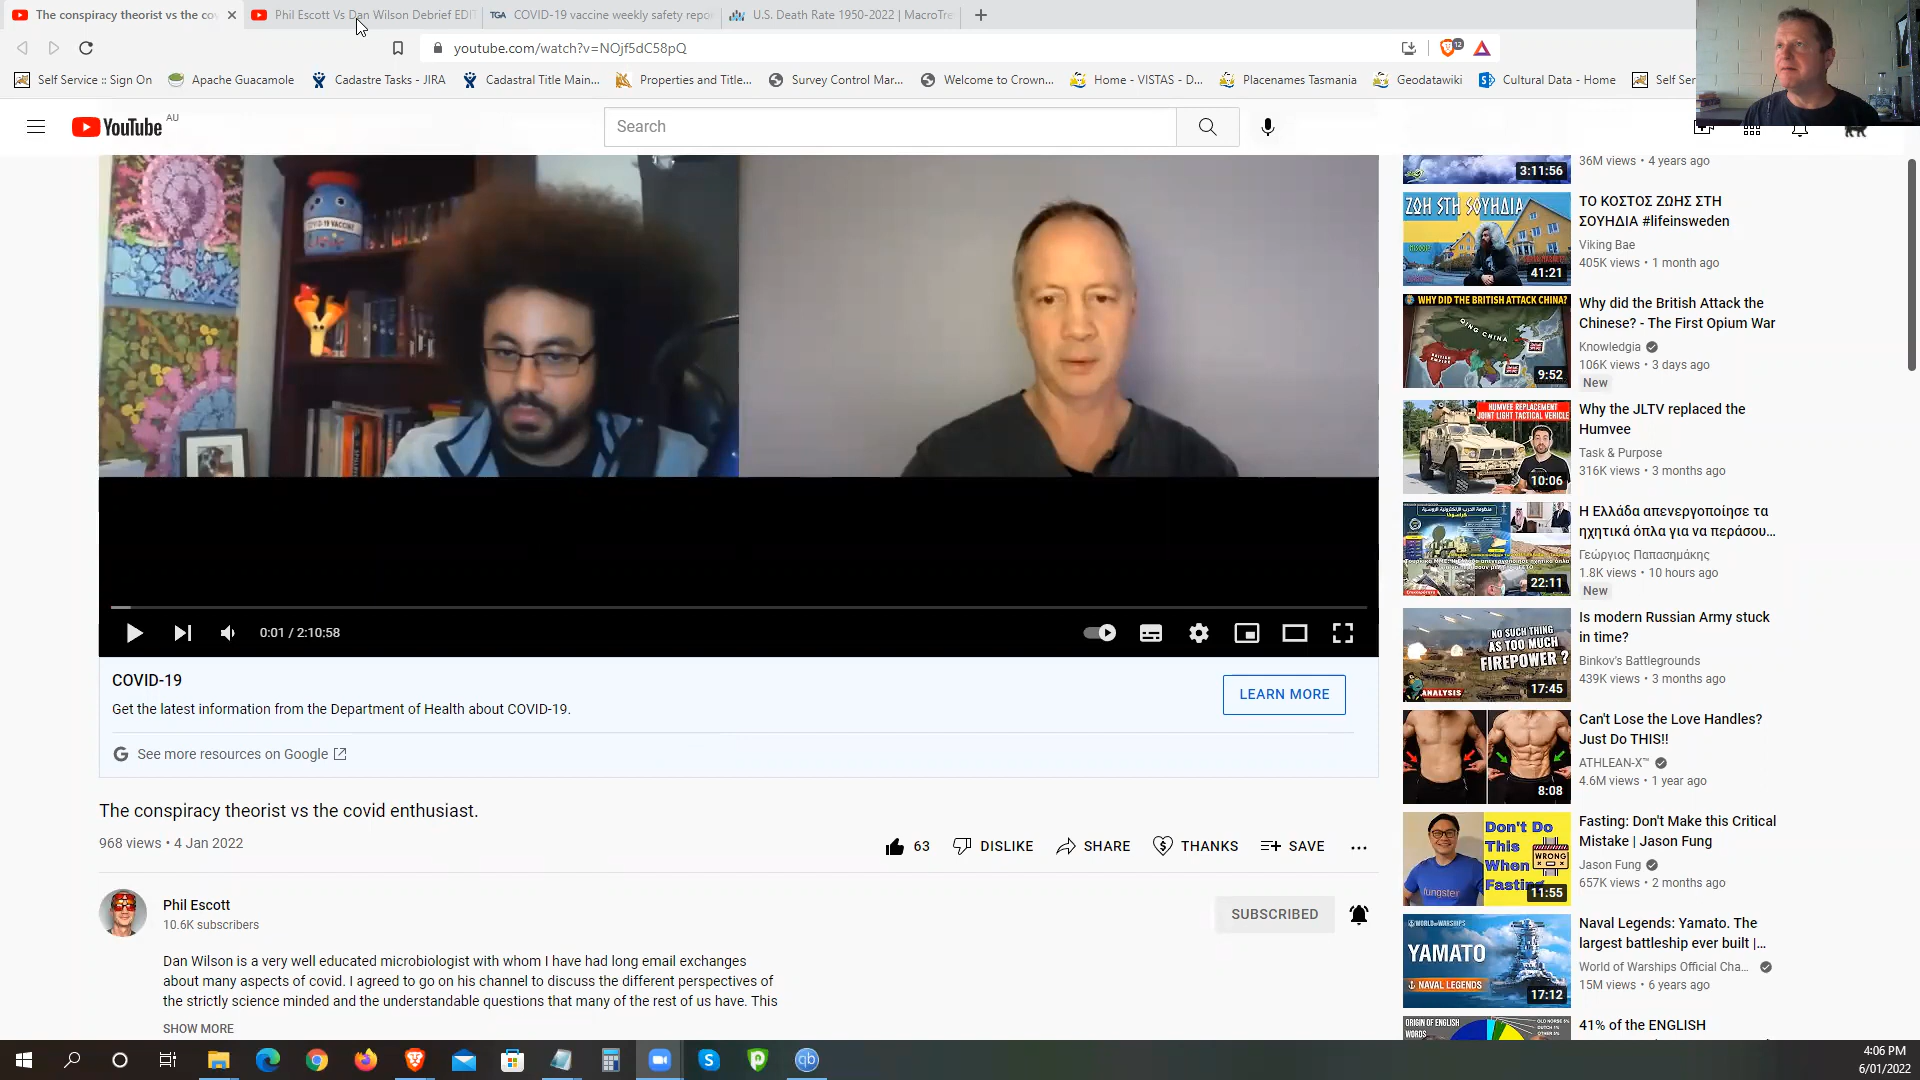 The conspiracy theorist vs the cov
Phil Escott Vs Dan Wilson Debrief EDIT
TGA COVID-19 vaccine weekly safety repo
U.S. Death Rate 1950-2022 | MacroTre
youtube.com/watch?v=NOjf5dC58pQ
12
Self Service :: Sign On
Apache Guacamole
Cadastre Tasks - JIRA
Cadastral Title Main...
Properties and Title...
Survey Control Mar...
Welcome to Crown...
Home - VISTAS - D...
Placenames Tasmania
Geodatawiki
Cultural Data - Home
Self Ser
YouTube AU
Search
COVID-19
VACCINE
0:01 / 2:10:58
COVID-19
Get the latest information from the Department of Health about COVID-19.
LEARN MORE
See more resources on Google
The conspiracy theorist vs the covid enthusiast.
968 views • 4 Jan 2022
63
DISLIKE
SHARE
THANKS
SAVE
Phil Escott
10.6K subscribers
SUBSCRIBED
Dan Wilson is a very well educated microbiologist with whom I have had long email exchanges
about many aspects of covid. I agreed to go on his channel to discuss the different perspectives of
the strictly science minded and the understandable questions that many of the rest of us have. This
SHOW MORE
3:11:56
36M views • 4 years ago
ΖΩΗ ΣΤΗ ΣΟΥΗΔΙΑ
41:21
ΤΟ ΚΟΣΤΟΣ ΖΩΗΣ ΣΤΗ
ΣΟΥΗΔΙΑ #lifeinsweden
Viking Bae
405K views • 1 month ago
WHY DID THE BRITISH ATTACK CHINA?
QING CHINA
BRITISH EMPIRE
9:52
Why did the British Attack the
Chinese? - The First Opium War
Knowledgia
106K views • 3 days ago
New
HUMVEE REPLACEMENT
JOINT LIGHT TACTICAL VEHICLE
10:06
Why the JLTV replaced the
Humvee
Task & Purpose
316K views • 3 months ago
22:11
Η Ελλάδα απενεργοποίησε τα
ηχητικά όπλα για να περάσου...
Γεώργιος Παπασημάκης
1.8K views • 10 hours ago
New
NO SUCH THING
AS TOO MUCH
FIREPOWER ?
ANALYSIS
17:45
Is modern Russian Army stuck
in time?
Binkov's Battlegrounds
439K views • 3 months ago
8:08
Can't Lose the Love Handles?
Just Do THIS!!
ATHLEAN-X™
4.6M views • 1 year ago
Don't Do
This
When
Fasting
WRONG
fungster
11:55
Fasting: Don't Make this Critical
Mistake | Jason Fung
Jason Fung
657K views • 2 months ago
WORLD OF WARSHIPS
YAMATO
NAVAL LEGENDS
17:12
Naval Legends: Yamato. The
largest battleship ever built |...
World of Warships Official Cha...
15M views • 6 years ago
ORIGIN OF ENGLISH
WORDS
41% of the ENGLISH
4:06 PM
6/01/2022